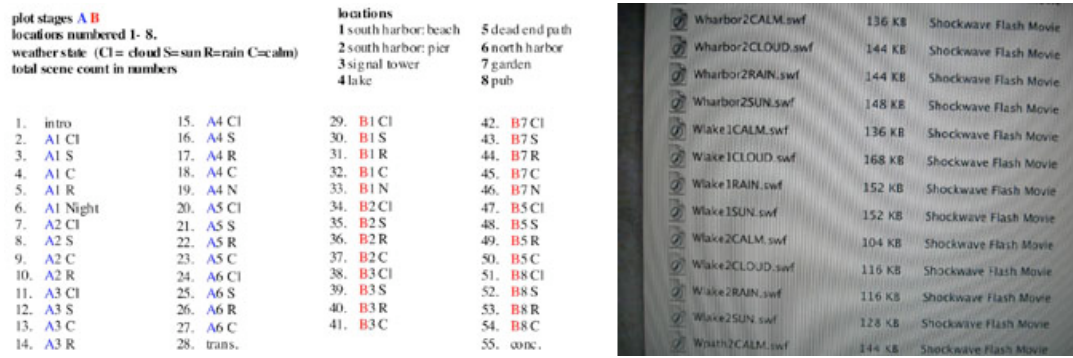 plot stages A B
locations numbered 1- 8.
weather state (Cl= cloud S=sun R=rain C=calm)
total scene count in numbers
locations
1 south harbor: beach
2 south harbor: pier
3 signal tower
4 lake
5 dead end path
6 north harbor
7 garden
8 pub
1. intro
2. A1 Cl
3. A1 S
4. A1 C
5. A1 R
6. A1 Night
7. A2 Cl
8. A2 S
9. A2 C
10. A2 R
11. A3 Cl
12. A3 S
13. A3 C
14. A3 R
15. A4 Cl
16. A4 S
17. A4 R
18. A4 C
19. A4 N
20. A5 Cl
21. A5 S
22. A5 R
23. A5 C
24. A6 Cl
25. A6 S
26. A6 R
27. A6 C
28. trans.
29. B1 Cl
30. B1 S
31. B1 R
32. B1 C
33. B1 N
34. B2 Cl
35. B2 S
36. B2 R
37. B2 C
38. B3 Cl
39. B3 S
40. B3 R
41. B3 C
42. B7 Cl
43. B7 S
44. B7 R
45. B7 C
46. B7 N
47. B5 Cl
48. B5 S
49. B5 R
50. B5 C
51. B8 Cl
52. B8 S
53. B8 R
54. B8 C
55. conc.
Wharbor2CALM.swf 136 KB Shockwave Flash Movie
Wharbor2CLOUD.swf 144 KB Shockwave Flash Movie
Wharbor2RAIN.swf 144 KB Shockwave Flash Movie
Wharbor2SUN.swf 148 KB Shockwave Flash Movie
Wlake1CALM.swf 136 KB Shockwave Flash Movie
Wlake1CLOUD.swf 168 KB Shockwave Flash Movie
Wlake1RAIN.swf 152 KB Shockwave Flash Movie
Wlake1SUN.swf 152 KB Shockwave Flash Movie
Wlake2CALM.swf 104 KB Shockwave Flash Movie
Wlake2CLOUD.swf 116 KB Shockwave Flash Movie
Wlake2RAIN.swf 116 KB Shockwave Flash Movie
Wlake2SUN.swf 128 KB Shockwave Flash Movie
Wpath2CALM.swf 144 KB Shockwave Flash Movie